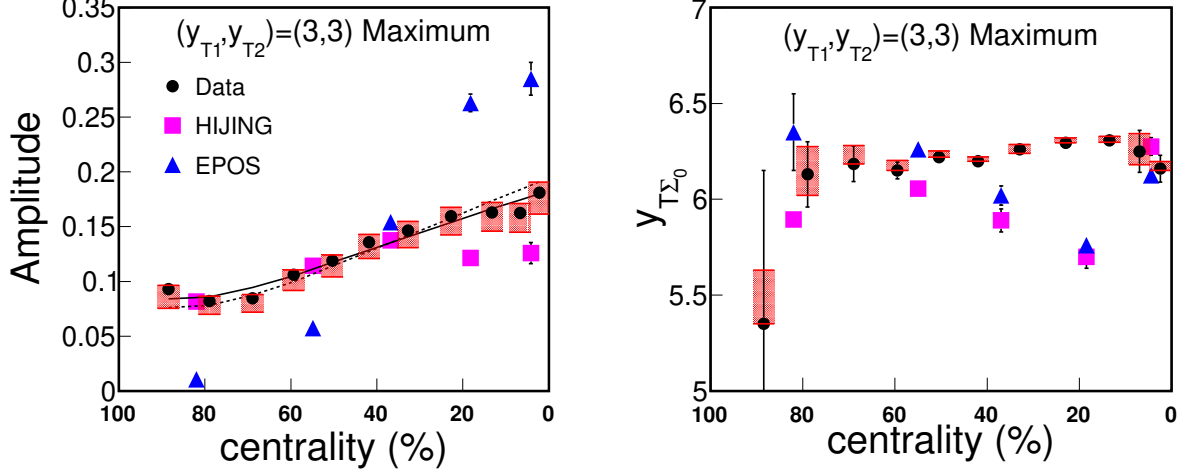 (y_T1,y_T2)=(3,3) Maximum
Data
HIJING
EPOS
Amplitude
0.35
0.3
0.25
0.2
0.15
0.1
0.05
0
100 80 60 40 20 0
centrality (%)
(y_T1,y_T2)=(3,3) Maximum
y_TΣ0
7
6.5
6
5.5
5
100 80 60 40 20 0
centrality (%)